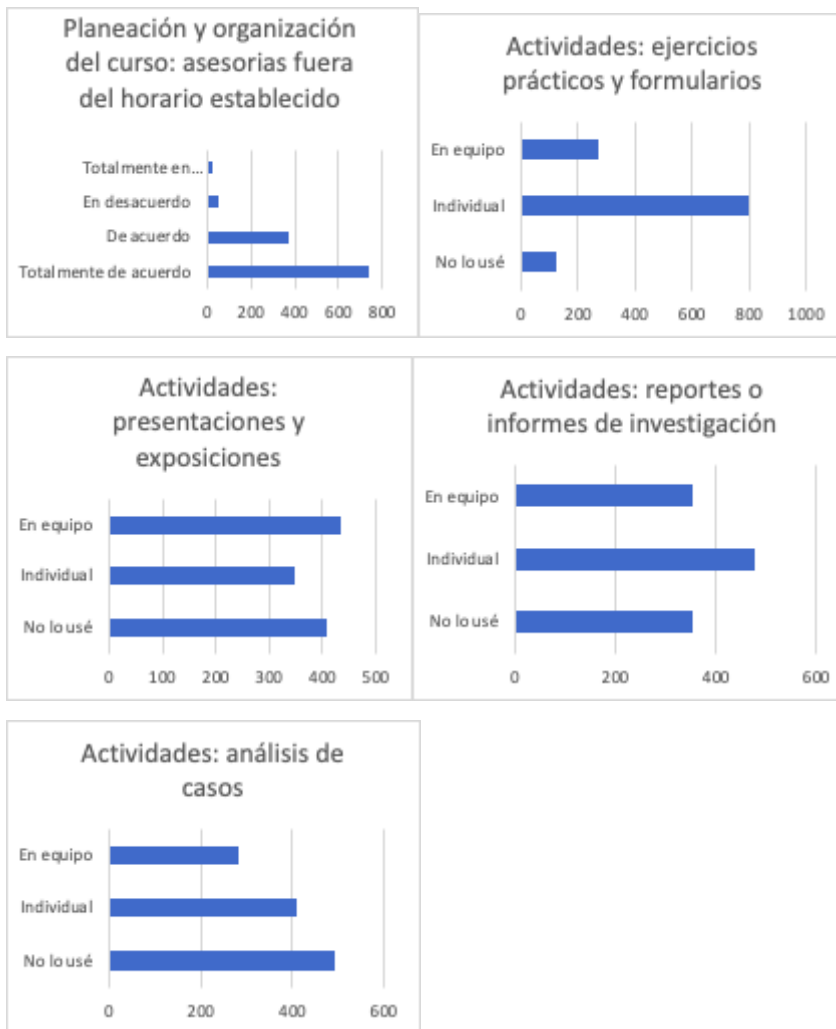 Planeación y organización
del curso: asesorias fuera
del horario establecido
Totalmente en...
En desacuerdo
De acuerdo
Totalmente de acuerdo
0 200 400 600 800
Actividades: ejercicios
prácticos y formularios
En equipo
Individual
No lo usé
0 200 400 600 800 1000
Actividades:
presentaciones y
exposiciones
En equipo
Individual
No lo usé
0 100 200 300 400 500
Actividades: reportes o
informes de investigación
En equipo
Individual
No lo usé
0 200 400 600
Actividades: análisis de
casos
En equipo
Individual
No lo usé
0 200 400 600